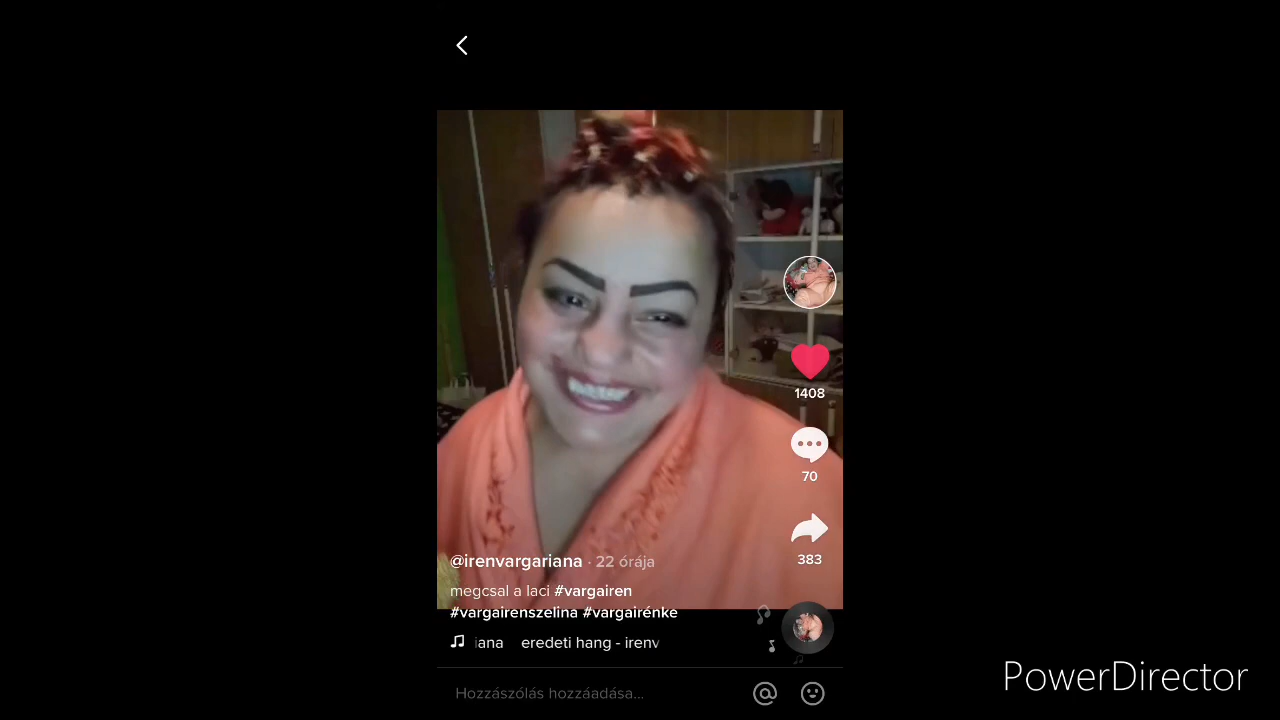 1408
70
383
@irenvargariana · 22 órája
megcsal a laci #vargairen
#vargairenszelina #vargairénke
iana eredeti hang - irenv
Hozzászólás hozzáadása...
PowerDirector